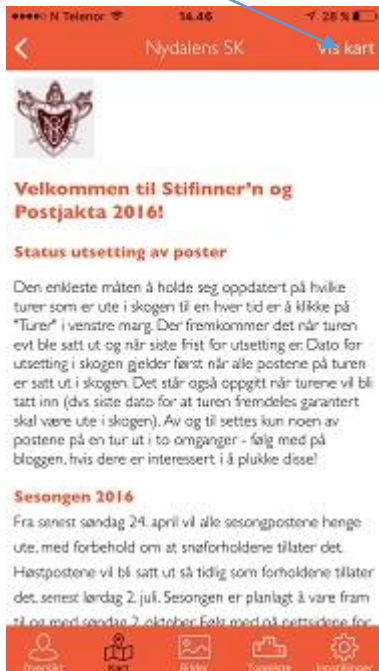 N Telenor 14.46 28 %
Nydalens SK Vis kart
Velkommen til Stifinner'n og
Postjakta 2016!
Status utsetting av poster
Den enkleste måten å holde seg oppdatert på hvilke
turer som er ute i skogen til en hver tid er å klikke på
"Turer" i venstre marg. Der fremkommer det når turen
evt ble satt ut og når siste frist for utsetting er. Dato for
utsetting i skogen gjelder først når alle postene på turen
er satt ut i skogen. Det står også oppgitt når turene vil bli
tatt inn (dvs siste dato for at turen fremdeles garantert
skal være ute i skogen). Av og til settes kun noen av
postene på en tur ut i to omganger - følg med på
bloggen, hvis dere er interessert i å plukke disse!
Sesongen 2016
Fra senest søndag 24. april vil alle sesongpostene henge
ute, med forbehold om at snøforholdene tillater det.
Høstpostene vil bli satt ut så tidlig som forholdene tillater
det, senest lørdag 2. juli. Sesongen er planlagt å vare fram
til og med søndag 2. oktober. Følg med på nettsidene for
Oversikt Kart Bilder Toppliste Innstillinger